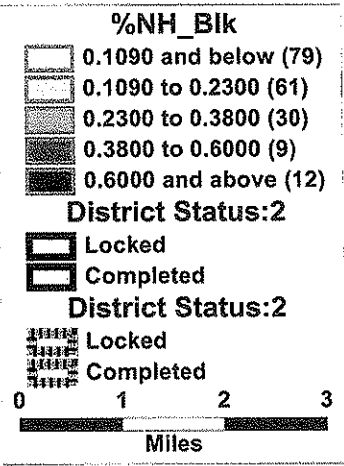 %NH_Blk
0.1090 and below (79)
0.1090 to 0.2300 (61)
0.2300 to 0.3800 (30)
0.3800 to 0.6000 (9)
0.6000 and above (12)
District Status:2
Locked
Completed
District Status:2
Locked
Completed
0 1 2 3
Miles